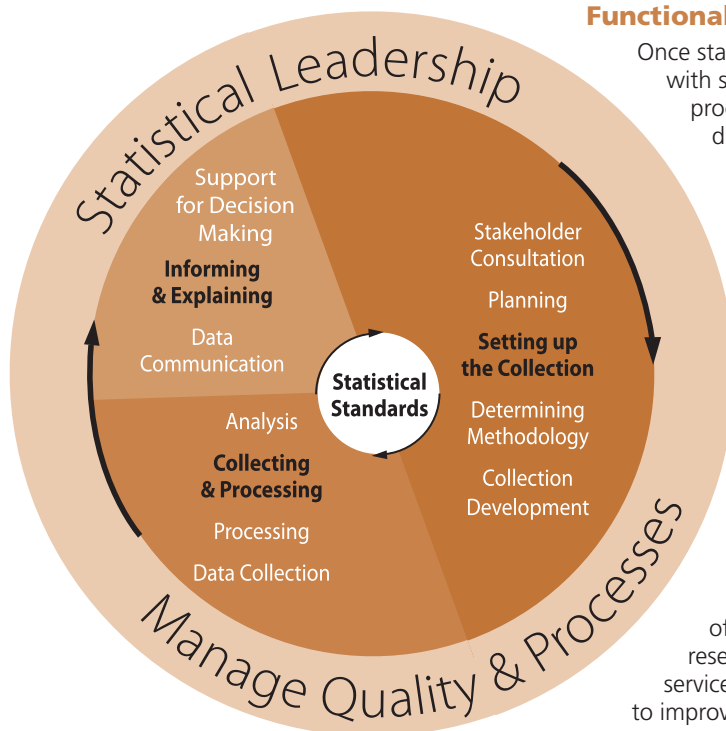 Functional
Once sta
with s
pro
d
Statistical Leadership
Support
for Decision
Making
Informing
& Explaining
Data
Communication
Stakeholder
Consultation
Planning
Setting up
the Collection
Determining
Methodology
Collection
Development
Statistical
Standards
Analysis
Collecting
& Processing
Processing
Data Collection
Manage Quality & Processes
of
rese
service
to improv